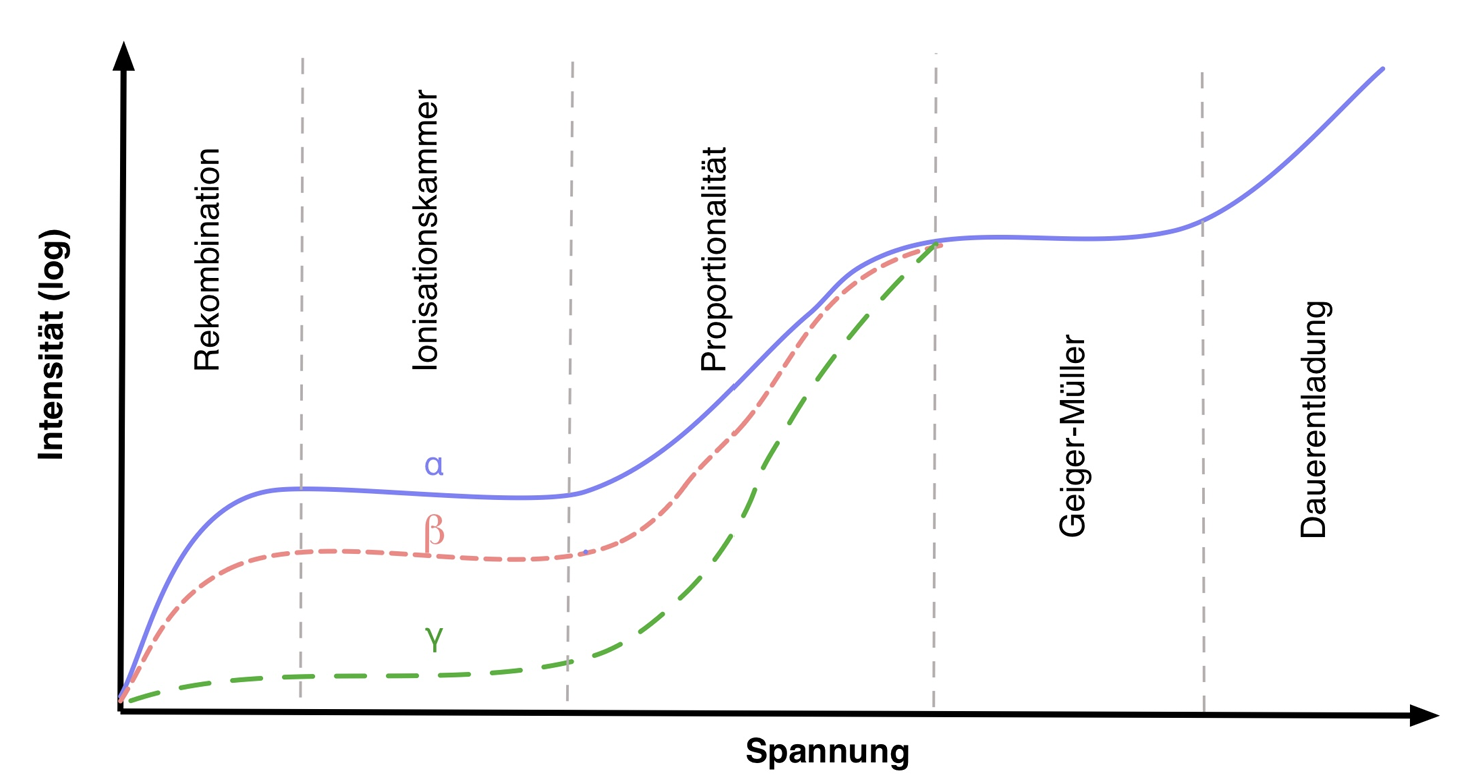 Intensität (log)
Rekombination
Ionisationskammer
Proportionalität
Geiger-Müller
Dauerentladung
α
β
γ
Spannung